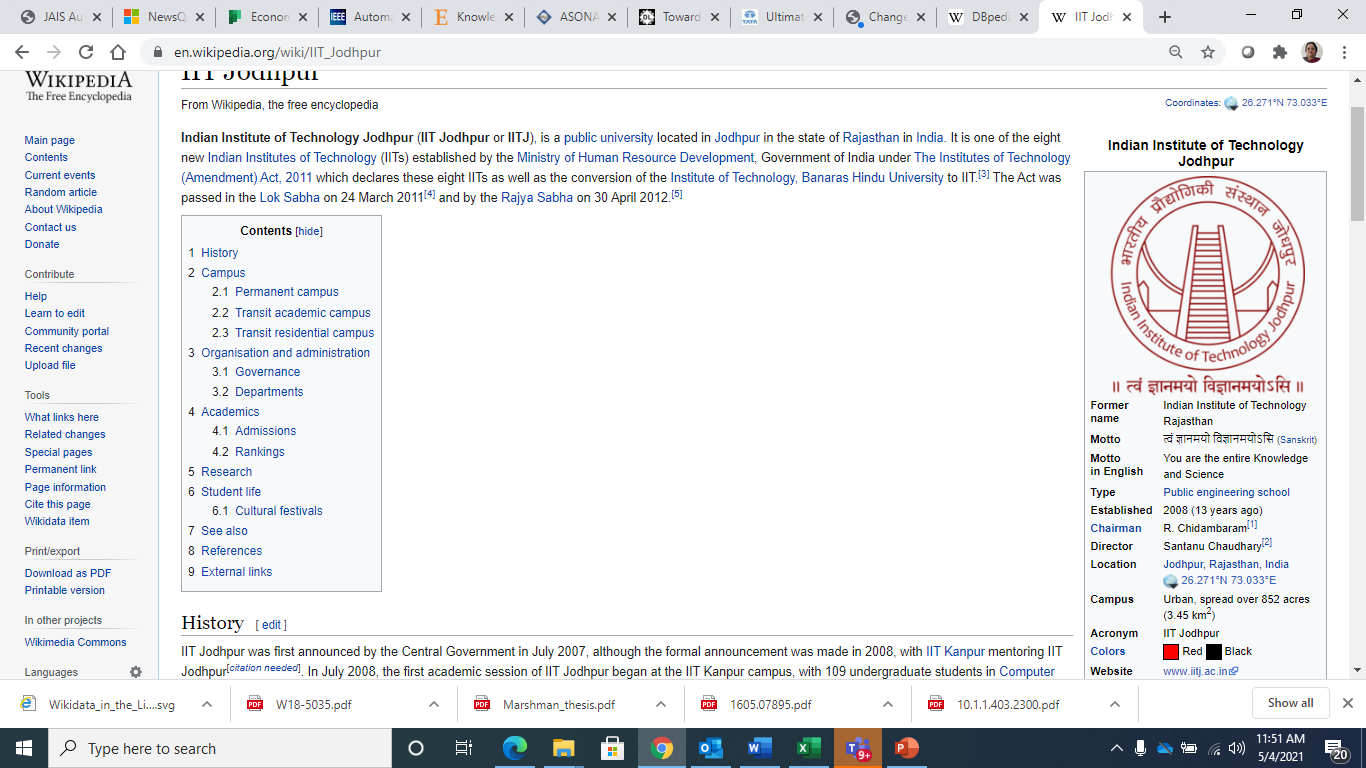 JAIS Au
NewsQ
Econom
Automa
Knowle
ASONA
Toward
Ultimat
Change
DBpedi
IIT Jodh
en.wikipedia.org/wiki/IIT_Jodhpur
WIKIPEDIA
The Free Encyclopedia
Main page
Contents
Current events
Random article
About Wikipedia
Contact us
Donate
Contribute
Help
Learn to edit
Community portal
Recent changes
Upload file
Tools
What links here
Related changes
Special pages
Permanent link
Page information
Cite this page
Wikidata item
Print/export
Download as PDF
Printable version
In other projects
Wikimedia Commons
Languages
IIT Jodhpur
From Wikipedia, the free encyclopedia
Coordinates: 26.271°N 73.033°E
Indian Institute of Technology Jodhpur (IIT Jodhpur or IITJ), is a public university located in Jodhpur in the state of Rajasthan in India. It is one of the eight
new Indian Institutes of Technology (IITs) established by the Ministry of Human Resource Development, Government of India under The Institutes of Technology
(Amendment) Act, 2011 which declares these eight IITs as well as the conversion of the Institute of Technology, Banaras Hindu University to IIT.[3] The Act was
passed in the Lok Sabha on 24 March 2011[4] and by the Rajya Sabha on 30 April 2012.[5]
Contents [hide]
1 History
2 Campus
2.1 Permanent campus
2.2 Transit academic campus
2.3 Transit residential campus
3 Organisation and administration
3.1 Governance
3.2 Departments
4 Academics
4.1 Admissions
4.2 Rankings
5 Research
6 Student life
6.1 Cultural festivals
7 See also
8 References
9 External links
History [ edit ]
IIT Jodhpur was first announced by the Central Government in July 2007, although the formal announcement was made in 2008, with IIT Kanpur mentoring IIT
Jodhpur[citation needed]. In July 2008, the first academic session of IIT Jodhpur began at the IIT Kanpur campus, with 109 undergraduate students in Computer
Indian Institute of Technology
Jodhpur
भारतीय प्रौद्योगिकी संस्थान जोधपुर
Indian Institute of Technology Jodhpur
॥ त्वं ज्ञानमयो विज्ञानमयोऽसि ॥
Former name Indian Institute of Technology Rajasthan
Motto त्वं ज्ञानमयो विज्ञानमयोऽसि (Sanskrit)
Motto in English You are the entire Knowledge and Science
Type Public engineering school
Established 2008 (13 years ago)
Chairman R. Chidambaram[1]
Director Santanu Chaudhary[2]
Location Jodhpur, Rajasthan, India
26.271°N 73.033°E
Campus Urban, spread over 852 acres
(3.45 km2)
Acronym IIT Jodhpur
Colors Red Black
Website www.iitj.ac.in
Wikidata_in_the_Li....svg
W18-5035.pdf
Marshman_thesis.pdf
1605.07895.pdf
10.1.1.403.2300.pdf
Show all
Type here to search
9+
11:51 AM
5/4/2021
20